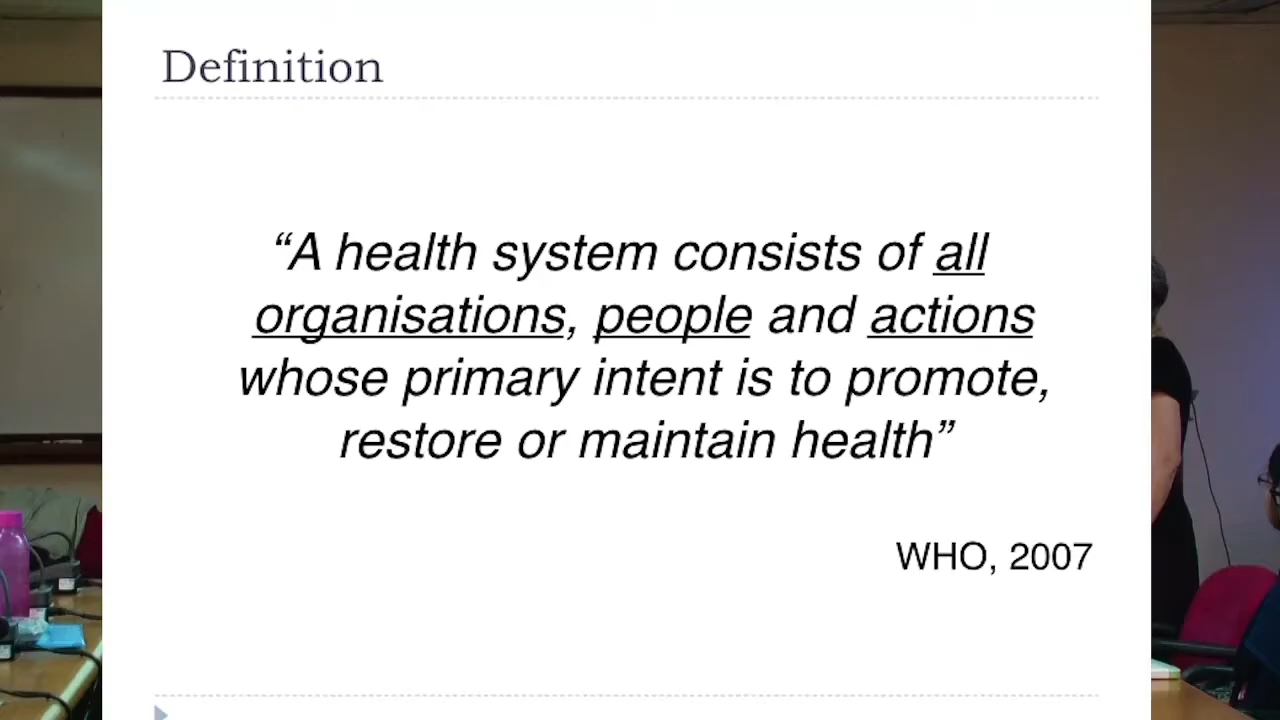 Definition
“A health system consists of all
organisations, people and actions
whose primary intent is to promote,
restore or maintain health”
WHO, 2007